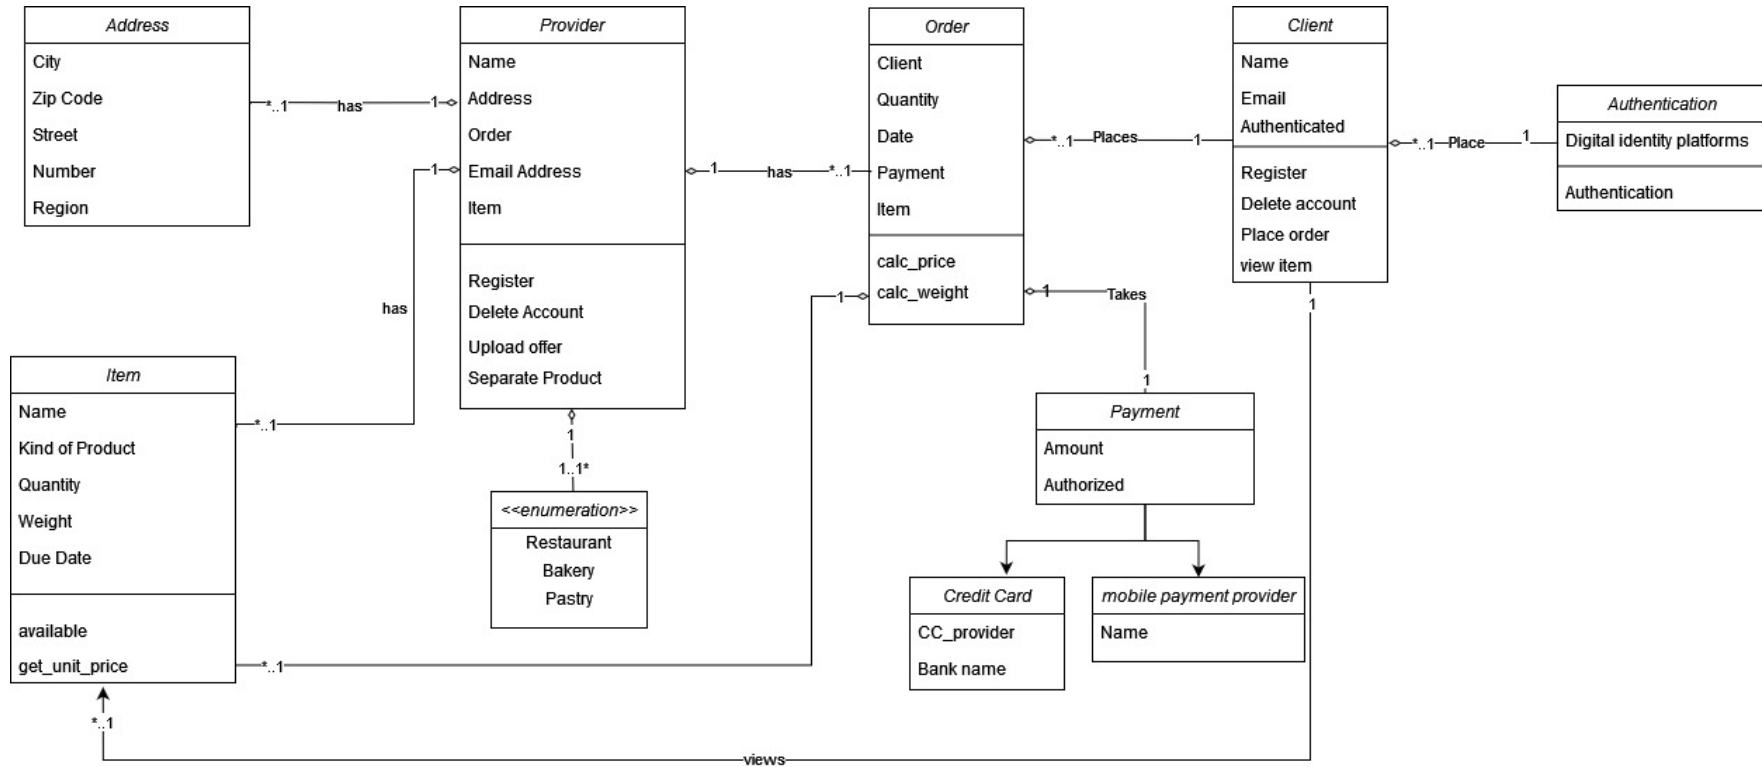 Address
City
Zip Code
Street
Number
Region
*..1
has
1
Provider
Name
Address
Order
Email Address
Item
Register
Delete Account
Upload offer
Separate Product
1
has
*..1
1
has
*..1
Order
Client
Quantity
Date
Payment
Item
calc_price
calc_weight
*..1
Places
1
Client
Name
Email
Authenticated
Register
Delete account
Place order
view item
*..1
Place
1
Authentication
Digital identity platforms
Authentication
1
1
Takes
1
1
Item
Name
Kind of Product
Quantity
Weight
Due Date
available
get_unit_price
*..1
1
1..1*
<<enumeration>>
Restaurant
Bakery
Pastry
Payment
Amount
Authorized
Credit Card
CC_provider
Bank name
mobile payment provider
Name
*..1
views